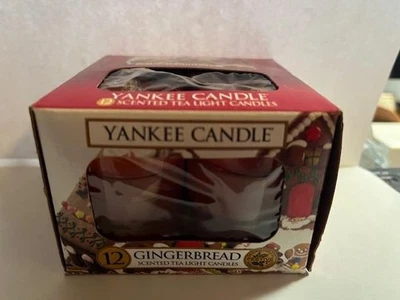 YANKEE CANDLE
12 SCENTED TEA LIGHT CANDLES
YANKEE CANDLE®
12 GINGERBREAD
SCENTED TEA LIGHT CANDLES